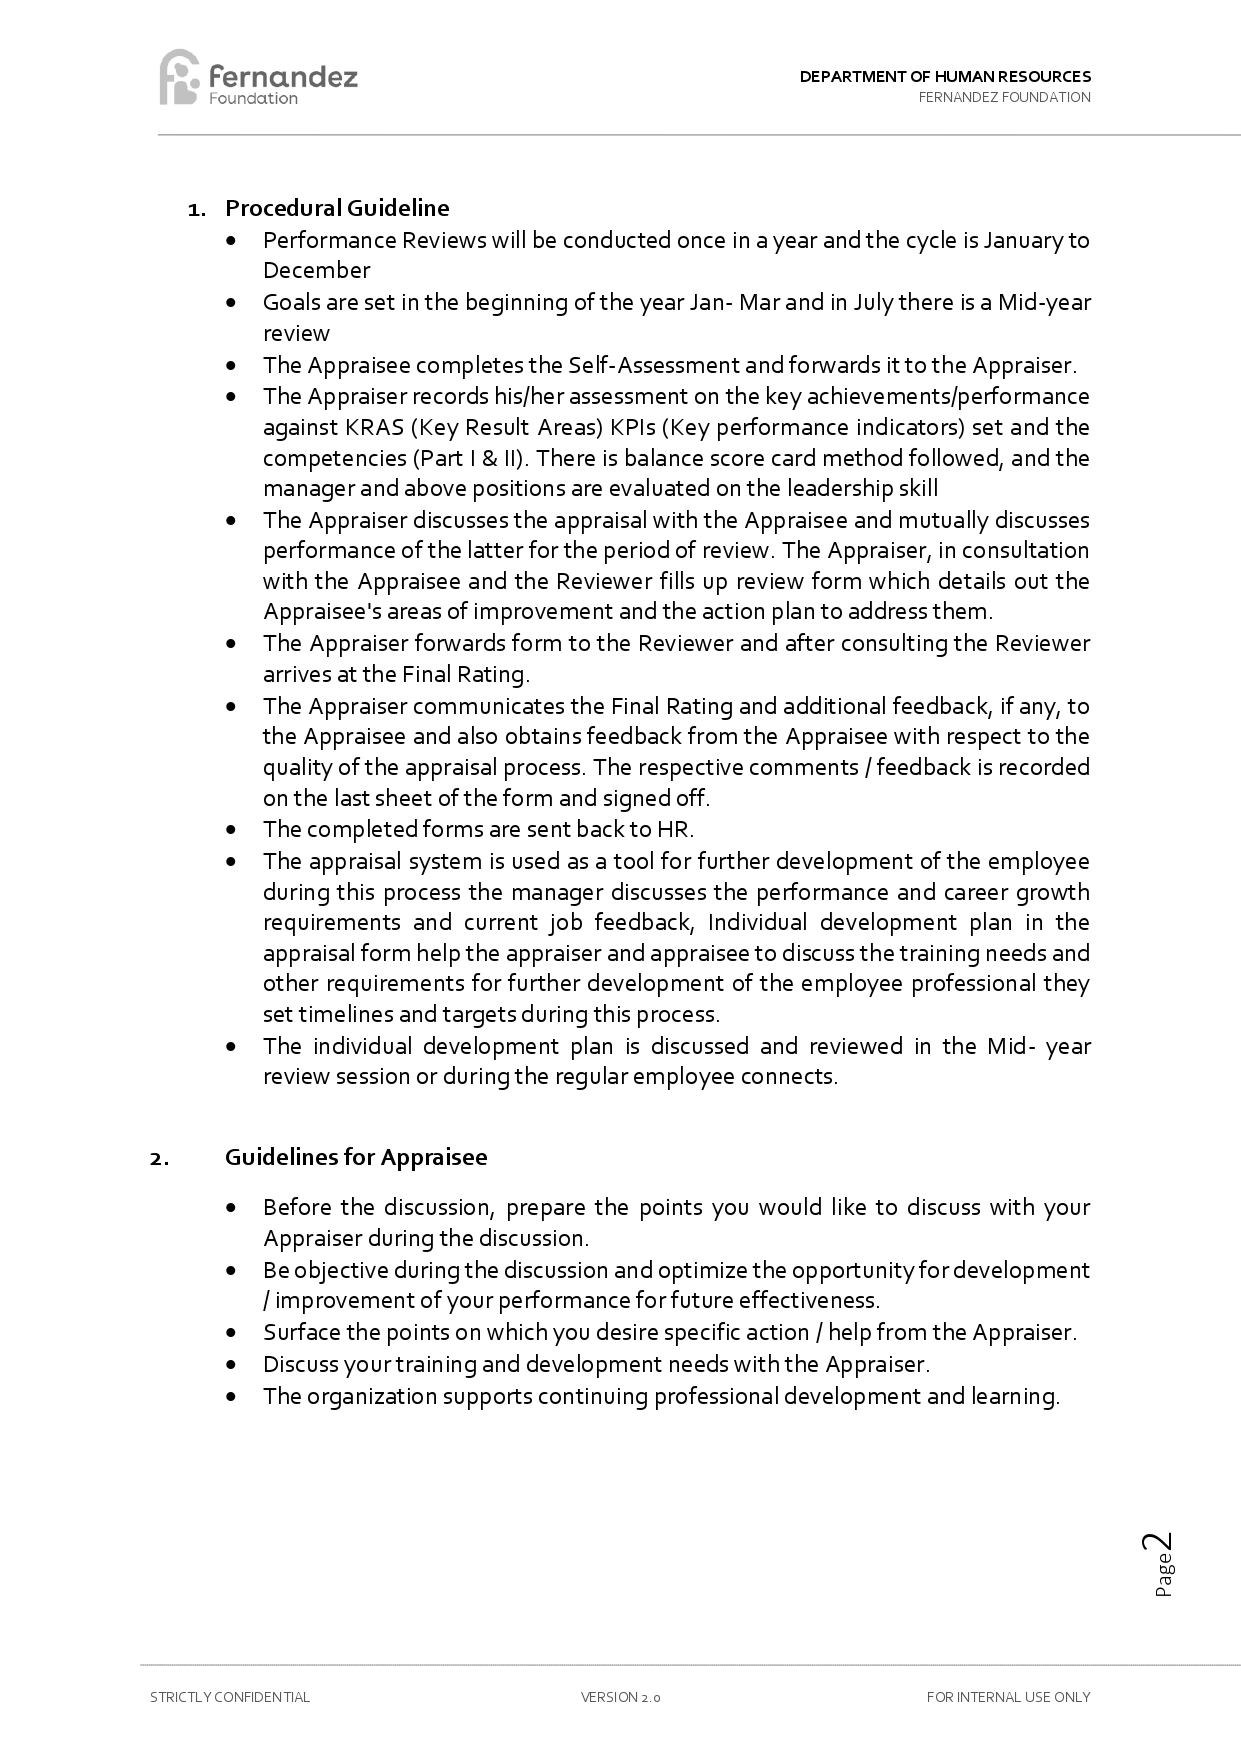 fernandez
Foundation
DEPARTMENT OF HUMAN RESOURCES
FERNANDEZ FOUNDATION
1. Procedural Guideline
• Performance Reviews will be conducted once in a year and the cycle is January to
December
• Goals are set in the beginning of the year Jan- Mar and in July there is a Mid-year
review
• The Appraisee completes the Self-Assessment and forwards it to the Appraiser.
• The Appraiser records his/her assessment on the key achievements/performance
against KRAS (Key Result Areas) KPIs (Key performance indicators) set and the
competencies (Part I & II). There is balance score card method followed, and the
manager and above positions are evaluated on the leadership skill
• The Appraiser discusses the appraisal with the Appraisee and mutually discusses
performance of the latter for the period of review. The Appraiser, in consultation
with the Appraisee and the Reviewer fills up review form which details out the
Appraisee's areas of improvement and the action plan to address them.
• The Appraiser forwards form to the Reviewer and after consulting the Reviewer
arrives at the Final Rating.
• The Appraiser communicates the Final Rating and additional feedback, if any, to
the Appraisee and also obtains feedback from the Appraisee with respect to the
quality of the appraisal process. The respective comments / feedback is recorded
on the last sheet of the form and signed off.
• The completed forms are sent back to HR.
• The appraisal system is used as a tool for further development of the employee
during this process the manager discusses the performance and career growth
requirements and current job feedback, Individual development plan in the
appraisal form help the appraiser and appraisee to discuss the training needs and
other requirements for further development of the employee professional they
set timelines and targets during this process.
• The individual development plan is discussed and reviewed in the Mid- year
review session or during the regular employee connects.
2. Guidelines for Appraisee
• Before the discussion, prepare the points you would like to discuss with your
Appraiser during the discussion.
• Be objective during the discussion and optimize the opportunity for development
/ improvement of your performance for future effectiveness.
• Surface the points on which you desire specific action / help from the Appraiser.
• Discuss your training and development needs with the Appraiser.
• The organization supports continuing professional development and learning.
Page2
STRICTLY CONFIDENTIAL
VERSION 2.0
FOR INTERNAL USE ONLY